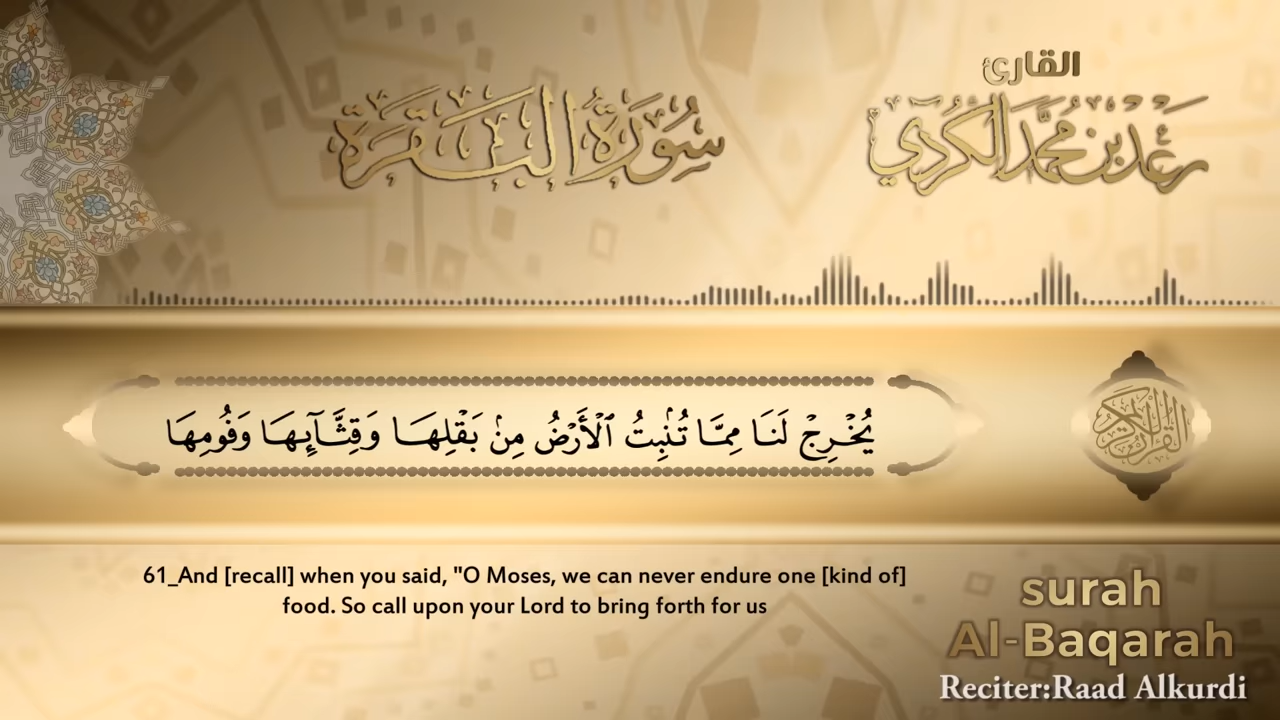 القارئ
سُورَةُ البَقَرَة
رعد بن محمد الكردي
يُخْرِجْ لَنَا مِمَّا تُنۢبِتُ ٱلْأَرْضُ مِنۢ بَقْلِهَا وَقِثَّآئِهَا وَفُومِهَا
القرآن الكريم
61_And [recall] when you said, "O Moses, we can never endure one [kind of]
food. So call upon your Lord to bring forth for us
surah
Al-Baqarah
Reciter:Raad Alkurdi